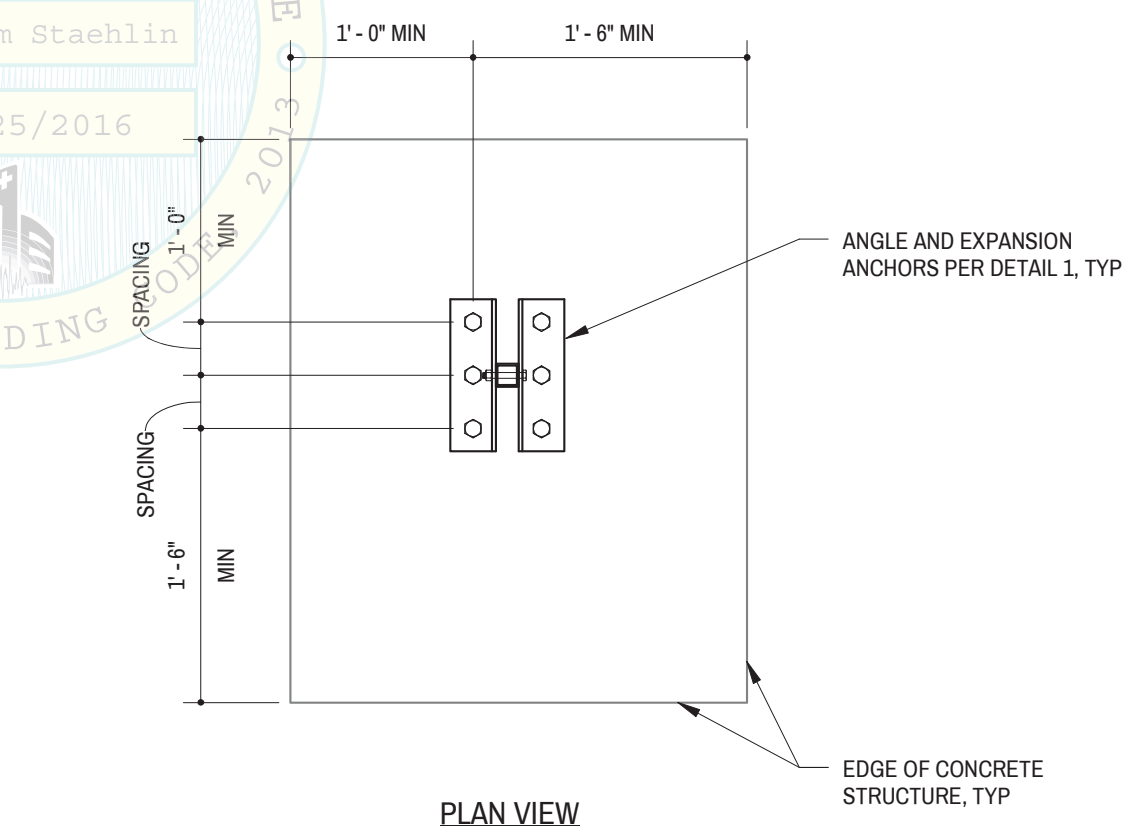 m Staehlin
25/2016
E
2013
DING CODE,
1' - 0" MIN
1' - 6" MIN
1' - 0"
MIN
SPACING
SPACING
1' - 6"
MIN
ANGLE AND EXPANSION
ANCHORS PER DETAIL 1, TYP
EDGE OF CONCRETE
STRUCTURE, TYP
PLAN VIEW